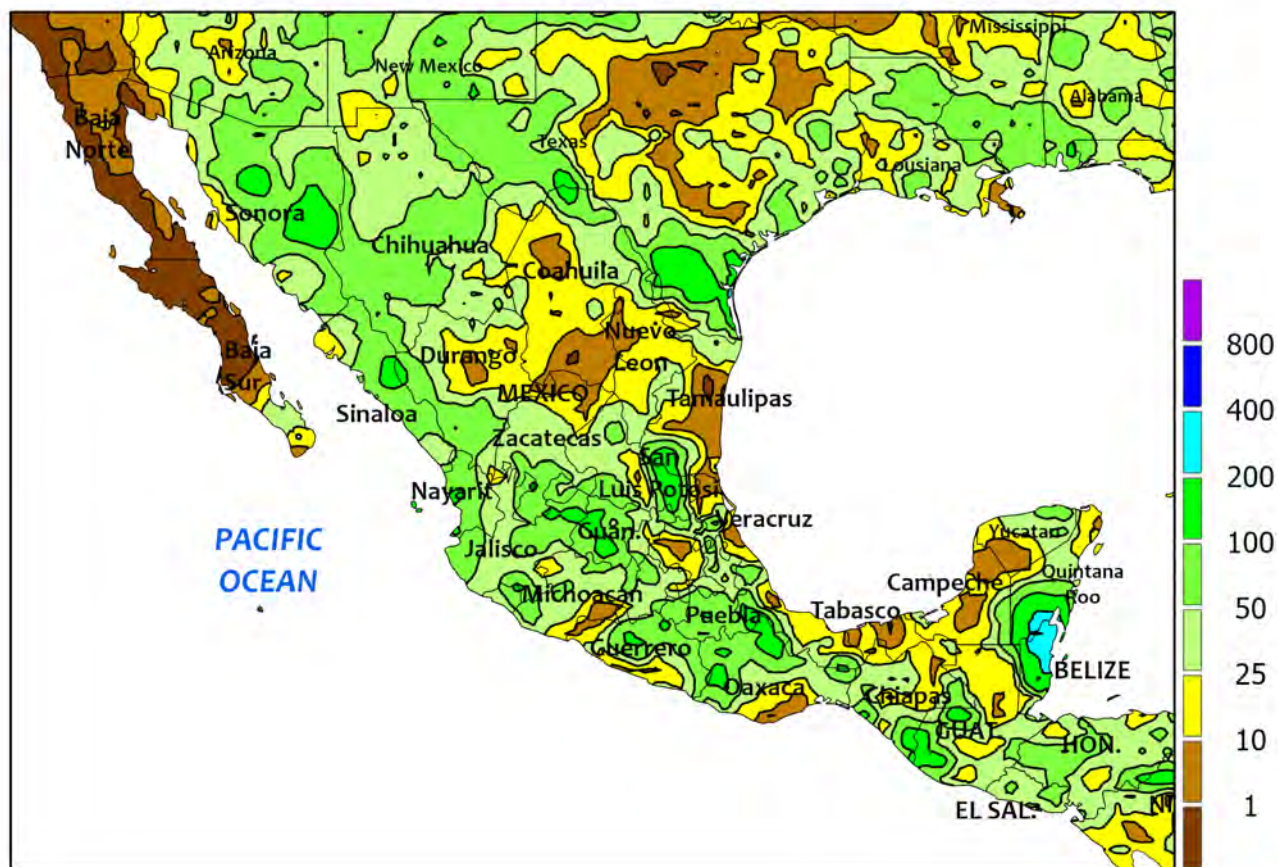 Mississippi
Arizona
New Mexico
Alabama
Baja
Norte
Texas
Lousiana
Sonora
Chihuahua
Coahuila
Nuevo
Leon
Durango
Baja
Sur
MEXICO
Tamaulipas
Sinaloa
Zacatecas
San
Luis Potosi
Nayarit
Veracruz
Guan.
Jalisco
PACIFIC
OCEAN
Yucatan
Quintana
Roo
Campeche
Michoacan
Puebla
Tabasco
Guerrero
BELIZE
Oaxaca
Chiapas
GUAT.
HON.
EL SAL.
800
400
200
100
50
25
10
1